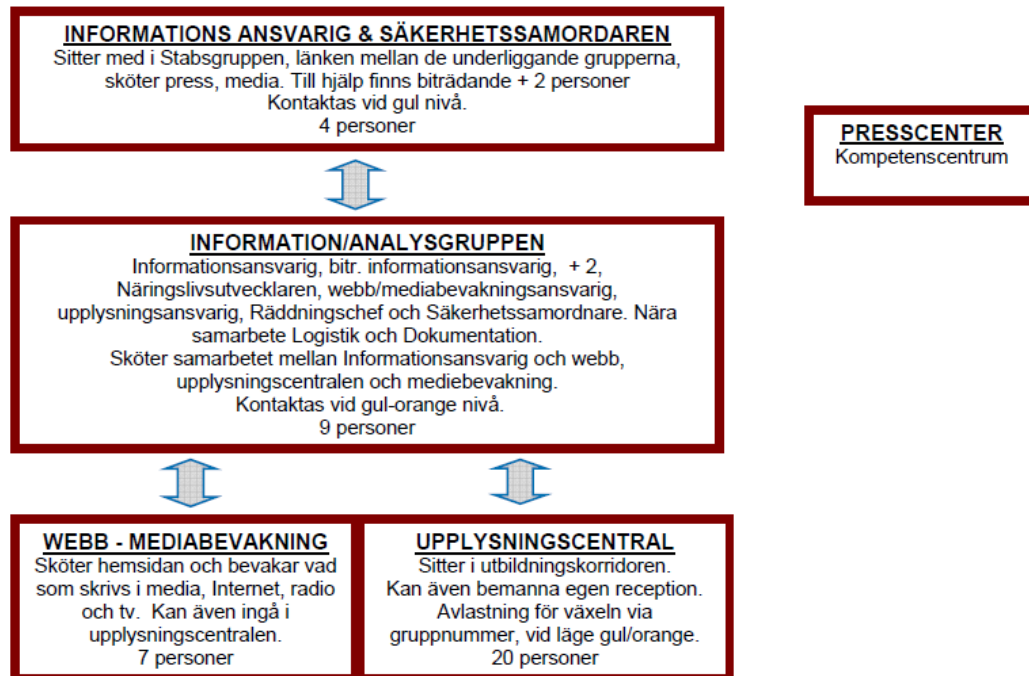 INFORMATIONS ANSVARIG & SÄKERHETSSAMORDAREN
Sitter med i Stabsgruppen, länken mellan de underliggande grupperna,
sköter press, media. Till hjälp finns biträdande + 2 personer
Kontaktas vid gul nivå.
4 personer
PRESSCENTER
Kompetenscentrum
INFORMATION/ANALYSGRUPPEN
Informationsansvarig, bitr. informationsansvarig, + 2,
Näringslivsutvecklaren, webb/mediabevakningsansvarig,
upplysningsansvarig, Räddningschef och Säkerhetssamordnare. Nära
samarbete Logistik och Dokumentation.
Sköter samarbetet mellan Informationsansvarig och webb,
upplysningscentralen och mediebevakning.
Kontaktas vid gul-orange nivå.
9 personer
WEBB - MEDIABEVAKNING
Sköter hemsidan och bevakar vad
som skrivs i media, Internet, radio
och tv. Kan även ingå i
upplysningscentralen.
7 personer
UPPLYSNINGSCENTRAL
Sitter i utbildningskorridoren.
Kan även bemanna egen reception.
Avlastning för växeln via
gruppnummer, vid läge gul/orange.
20 personer